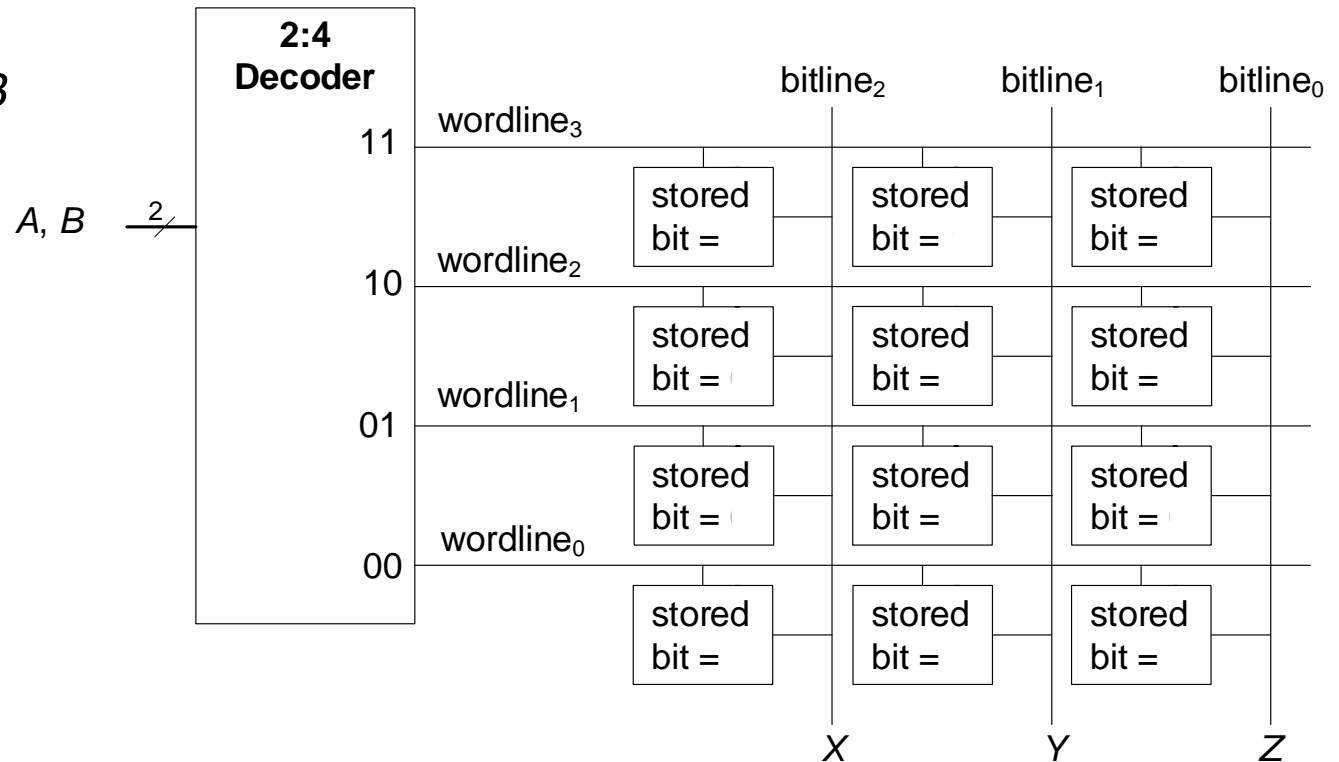 2:4
Decoder
B
bitline₂ bitline₁ bitline₀
wordline₃
11
stored stored stored
bit = bit = bit =
A, B 2
wordline₂
10
stored stored stored
bit = bit = bit =
wordline₁
01
stored stored stored
bit = bit = bit =
wordline₀
00
stored stored stored
bit = bit = bit =
X Y Z